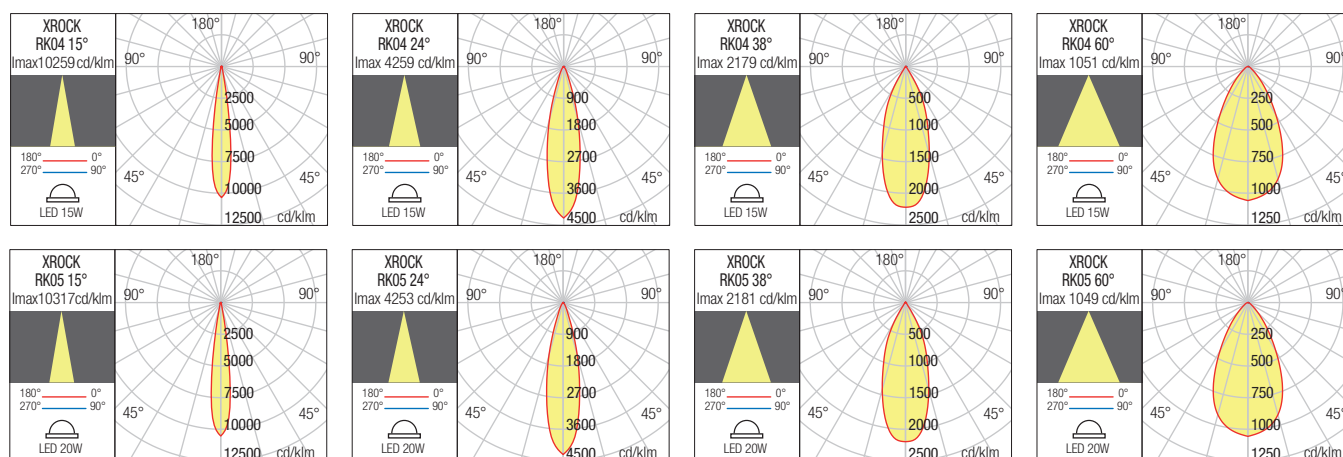 XROCK
RK04 15°
Imax10259 cd/klm
180° 0°
270° 90°
LED 15W
180°
90° 90°
2500
5000
7500
45° 45°
10000
12500 cd/klm
XROCK
RK04 24°
Imax 4259 cd/klm
180° 0°
270° 90°
LED 15W
180°
90° 90°
900
1800
2700
45° 45°
3600
4500 cd/klm
XROCK
RK04 38°
Imax 2179 cd/klm
180° 0°
270° 90°
LED 15W
180°
90° 90°
500
1000
1500
45° 45°
2000
2500 cd/klm
XROCK
RK04 60°
Imax 1051 cd/klm
180° 0°
270° 90°
LED 15W
180°
90° 90°
250
500
750
45° 45°
1000
1250 cd/klm
XROCK
RK05 15°
Imax10317cd/klm
180° 0°
270° 90°
LED 20W
180°
90° 90°
2500
5000
7500
45° 45°
10000
12500 cd/klm
XROCK
RK05 24°
Imax 4253 cd/klm
180° 0°
270° 90°
LED 20W
180°
90° 90°
900
1800
2700
45° 45°
3600
4500 cd/klm
XROCK
RK05 38°
Imax 2181 cd/klm
180° 0°
270° 90°
LED 20W
180°
90° 90°
500
1000
1500
45° 45°
2000
2500 cd/klm
XROCK
RK05 60°
Imax 1049 cd/klm
180° 0°
270° 90°
LED 20W
180°
90° 90°
250
500
750
45° 45°
1000
1250 cd/klm